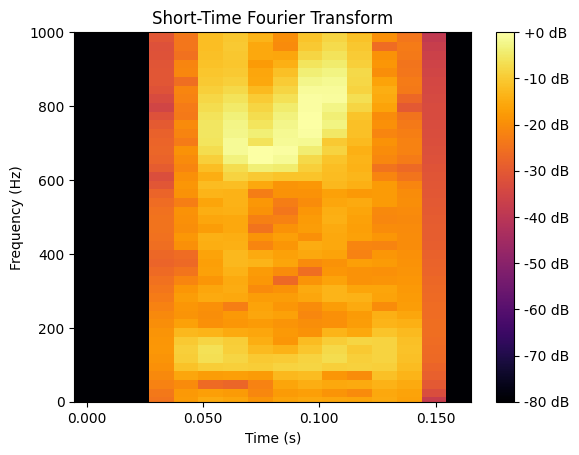 Short-Time Fourier Transform
Frequency (Hz)
1000
800
600
400
200
0
0.000
0.050
0.100
0.150
Time (s)
+0 dB
-10 dB
-20 dB
-30 dB
-40 dB
-50 dB
-60 dB
-70 dB
-80 dB